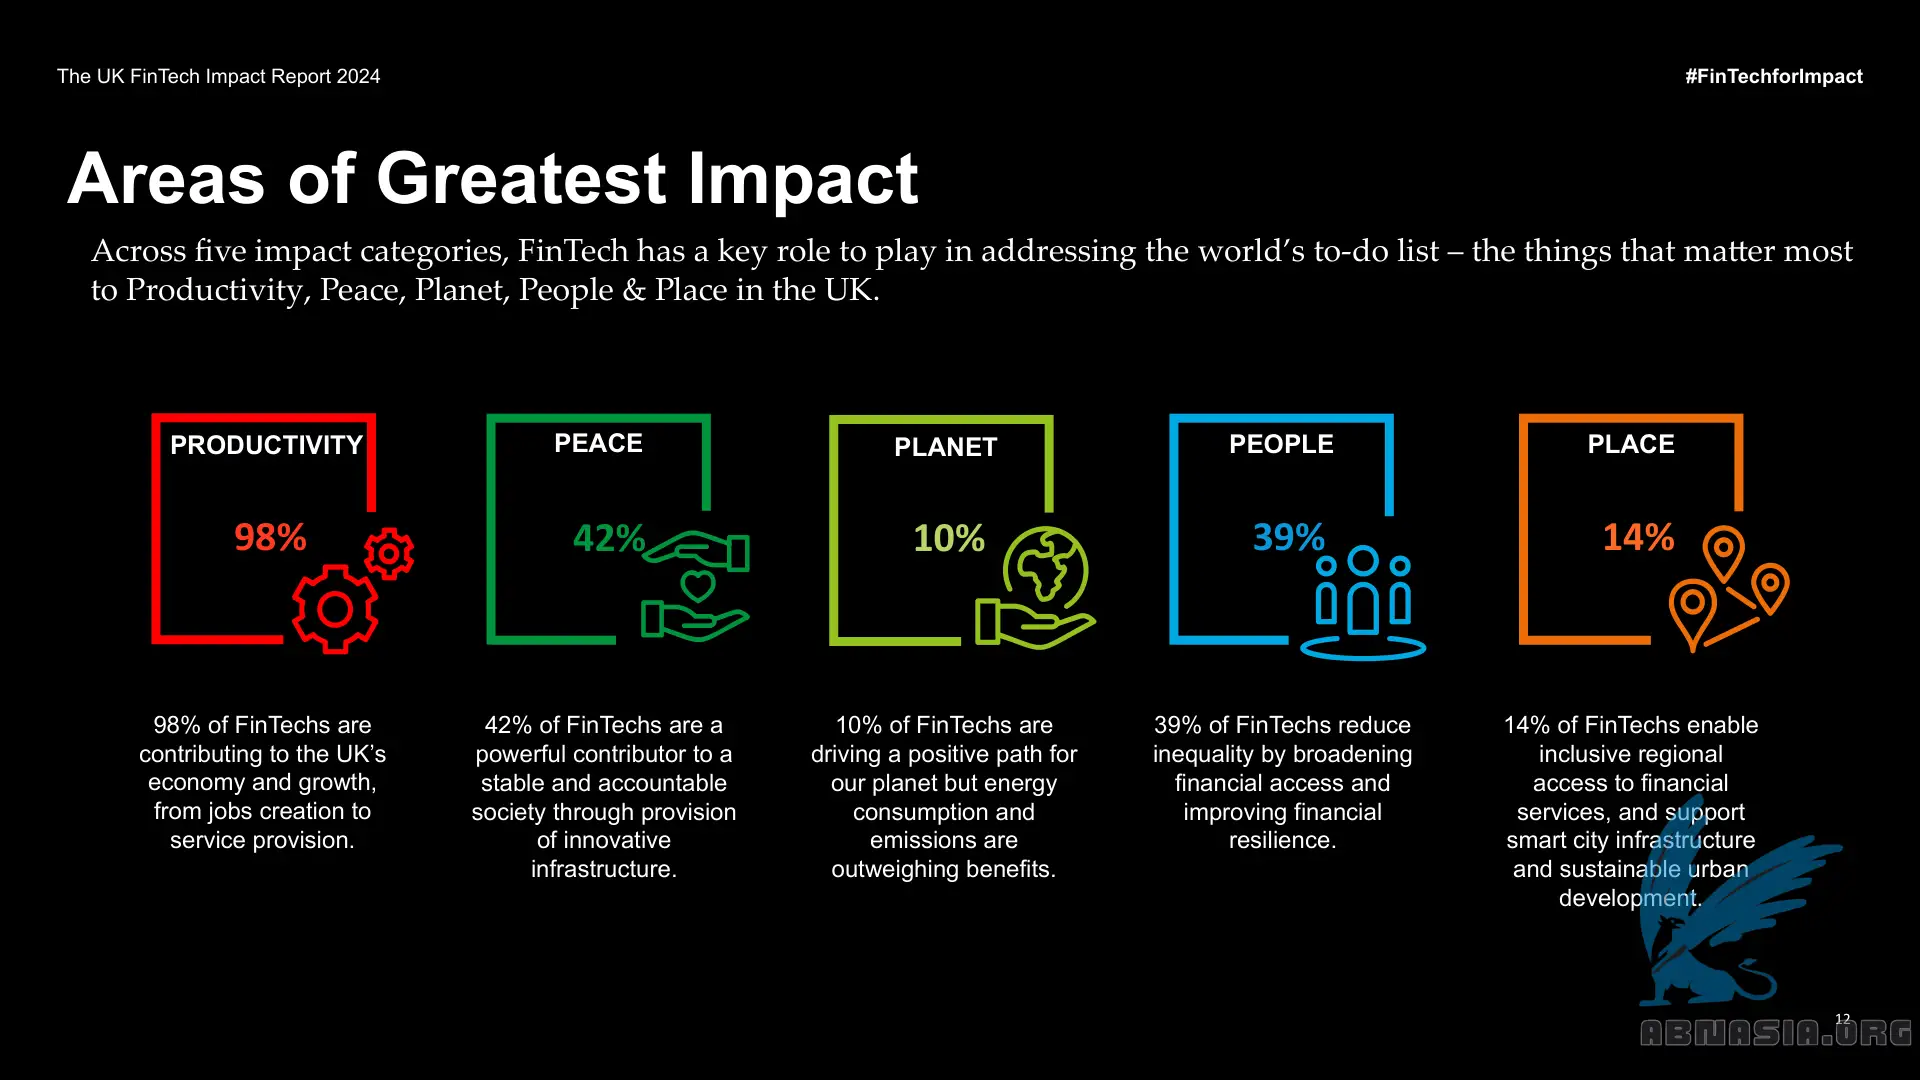 The UK FinTech Impact Report 2024
#FinTechforImpact
Areas of Greatest Impact
Across five impact categories, FinTech has a key role to play in addressing the world’s to-do list – the things that matter most
to Productivity, Peace, Planet, People & Place in the UK.
PRODUCTIVITY
98%
98% of FinTechs are
contributing to the UK’s
economy and growth,
from jobs creation to
service provision.
PEACE
42%
42% of FinTechs are a
powerful contributor to a
stable and accountable
society through provision
of innovative
infrastructure.
PLANET
10%
10% of FinTechs are
driving a positive path for
our planet but energy
consumption and
emissions are
outweighing benefits.
PEOPLE
39%
39% of FinTechs reduce
inequality by broadening
financial access and
improving financial
resilience.
PLACE
14%
14% of FinTechs enable
inclusive regional
access to financial
services, and support
smart city infrastructure
and sustainable urban
development.
12
ABNASIA.ORG